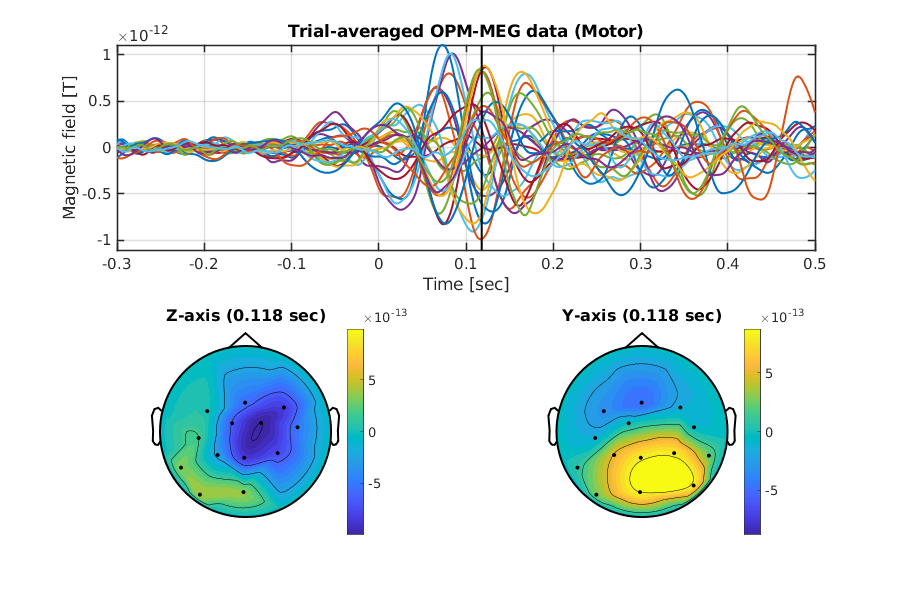 Trial-averaged OPM-MEG data (Motor)
×10^-12
1
0.5
0
-0.5
-1
Magnetic field [T]
-0.3 -0.2 -0.1 0 0.1 0.2 0.3 0.4 0.5
Time [sec]
Z-axis (0.118 sec)
×10^-13
5
0
-5
Y-axis (0.118 sec)
×10^-13
5
0
-5